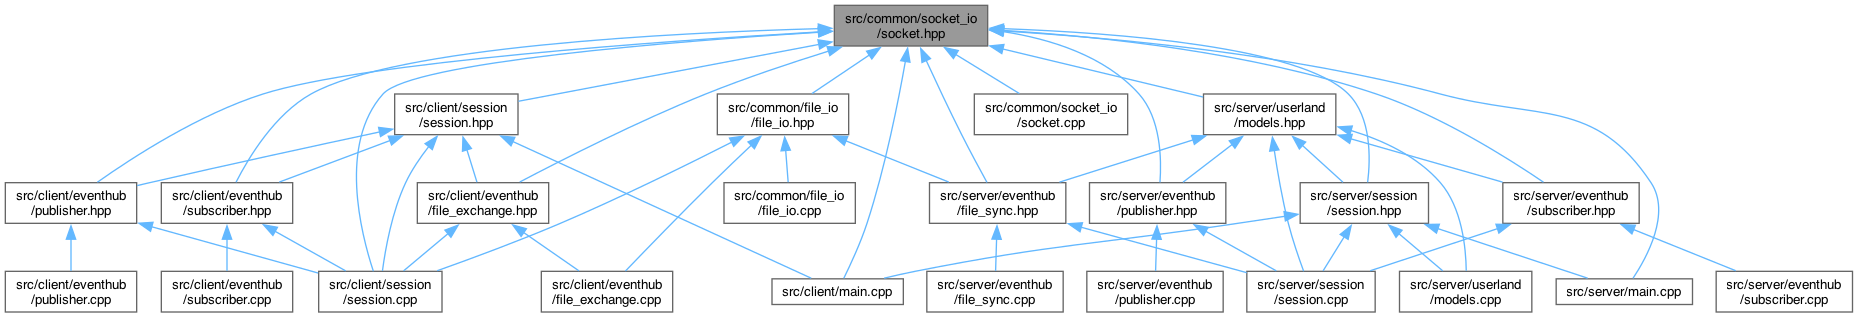 src/common/socket_io
/socket.hpp
src/client/session
/session.hpp
src/common/file_io
/file_io.hpp
src/common/socket_io
/socket.cpp
src/server/userland
/models.hpp
src/client/eventhub
/publisher.hpp
src/client/eventhub
/subscriber.hpp
src/client/eventhub
/file_exchange.hpp
src/common/file_io
/file_io.cpp
src/server/eventhub
/file_sync.hpp
src/server/eventhub
/publisher.hpp
src/server/session
/session.hpp
src/server/eventhub
/subscriber.hpp
src/client/eventhub
/publisher.cpp
src/client/eventhub
/subscriber.cpp
src/client/session
/session.cpp
src/client/eventhub
/file_exchange.cpp
src/client/main.cpp
src/server/eventhub
/file_sync.cpp
src/server/eventhub
/publisher.cpp
src/server/session
/session.cpp
src/server/userland
/models.cpp
src/server/main.cpp
src/server/eventhub
/subscriber.cpp